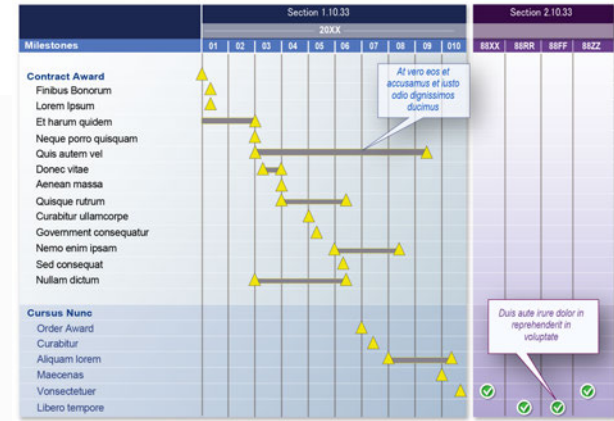 Section 1.10.33
Section 2.10.33
20XX
Milestones
01 02 03 04 05 06 07 08 09 010
88XX 88RR 88FF 88ZZ
Contract Award
Finibus Bonorum
Lorem Ipsum
Et harum quidem
Neque porro quisquam
Quis autem vel
Donec vitae
Aenean massa
Quisque rutrum
Curabitur ullamcorpe
Government consequatur
Nemo enim ipsam
Sed consequat
Nullam dictum
At vero eos et
accusamus et iusto
odio dignissimos
ducimus
Cursus Nunc
Order Award
Curabitur
Aliquam lorem
Maecenas
Vonsectetuer
Libero tempore
Duis aute irure dolor in
reprehenderit in
voluptate